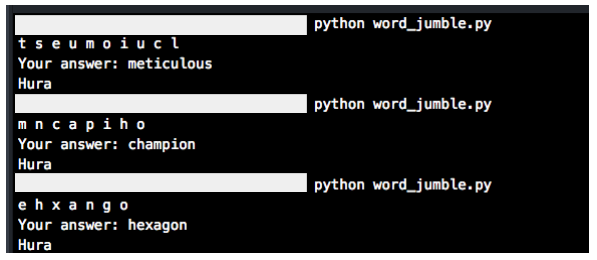 python word_jumble.py
t s e u m o i u c l
Your answer: meticulous
Hura
python word_jumble.py
m n c a p i h o
Your answer: champion
Hura
python word_jumble.py
e h x a n g o
Your answer: hexagon
Hura